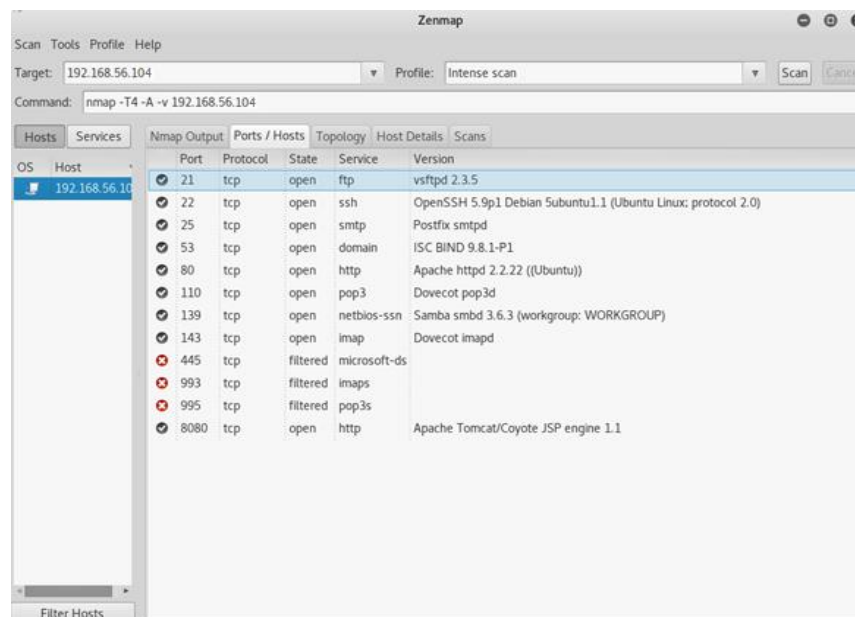 Zenmap
Scan Tools Profile Help
Target: 192.168.56.104 Profile: Intense scan Scan
Command: nmap -T4 -A -v 192.168.56.104
Hosts Services Nmap Output Ports / Hosts Topology Host Details Scans
OS Host Port Protocol State Service Version
192.168.56.10 21 tcp open ftp vsftpd 2.3.5
22 tcp open ssh OpenSSH 5.9p1 Debian 5ubuntu1.1 (Ubuntu Linux; protocol 2.0)
25 tcp open smtp Postfix smtpd
53 tcp open domain ISC BIND 9.8.1-P1
80 tcp open http Apache httpd 2.2.22 ((Ubuntu))
110 tcp open pop3 Dovecot pop3d
139 tcp open netbios-ssn Samba smbd 3.6.3 (workgroup: WORKGROUP)
143 tcp open imap Dovecot imapd
445 tcp filtered microsoft-ds
993 tcp filtered imaps
995 tcp filtered pop3s
8080 tcp open http Apache Tomcat/Coyote JSP engine 1.1
Filter Hosts